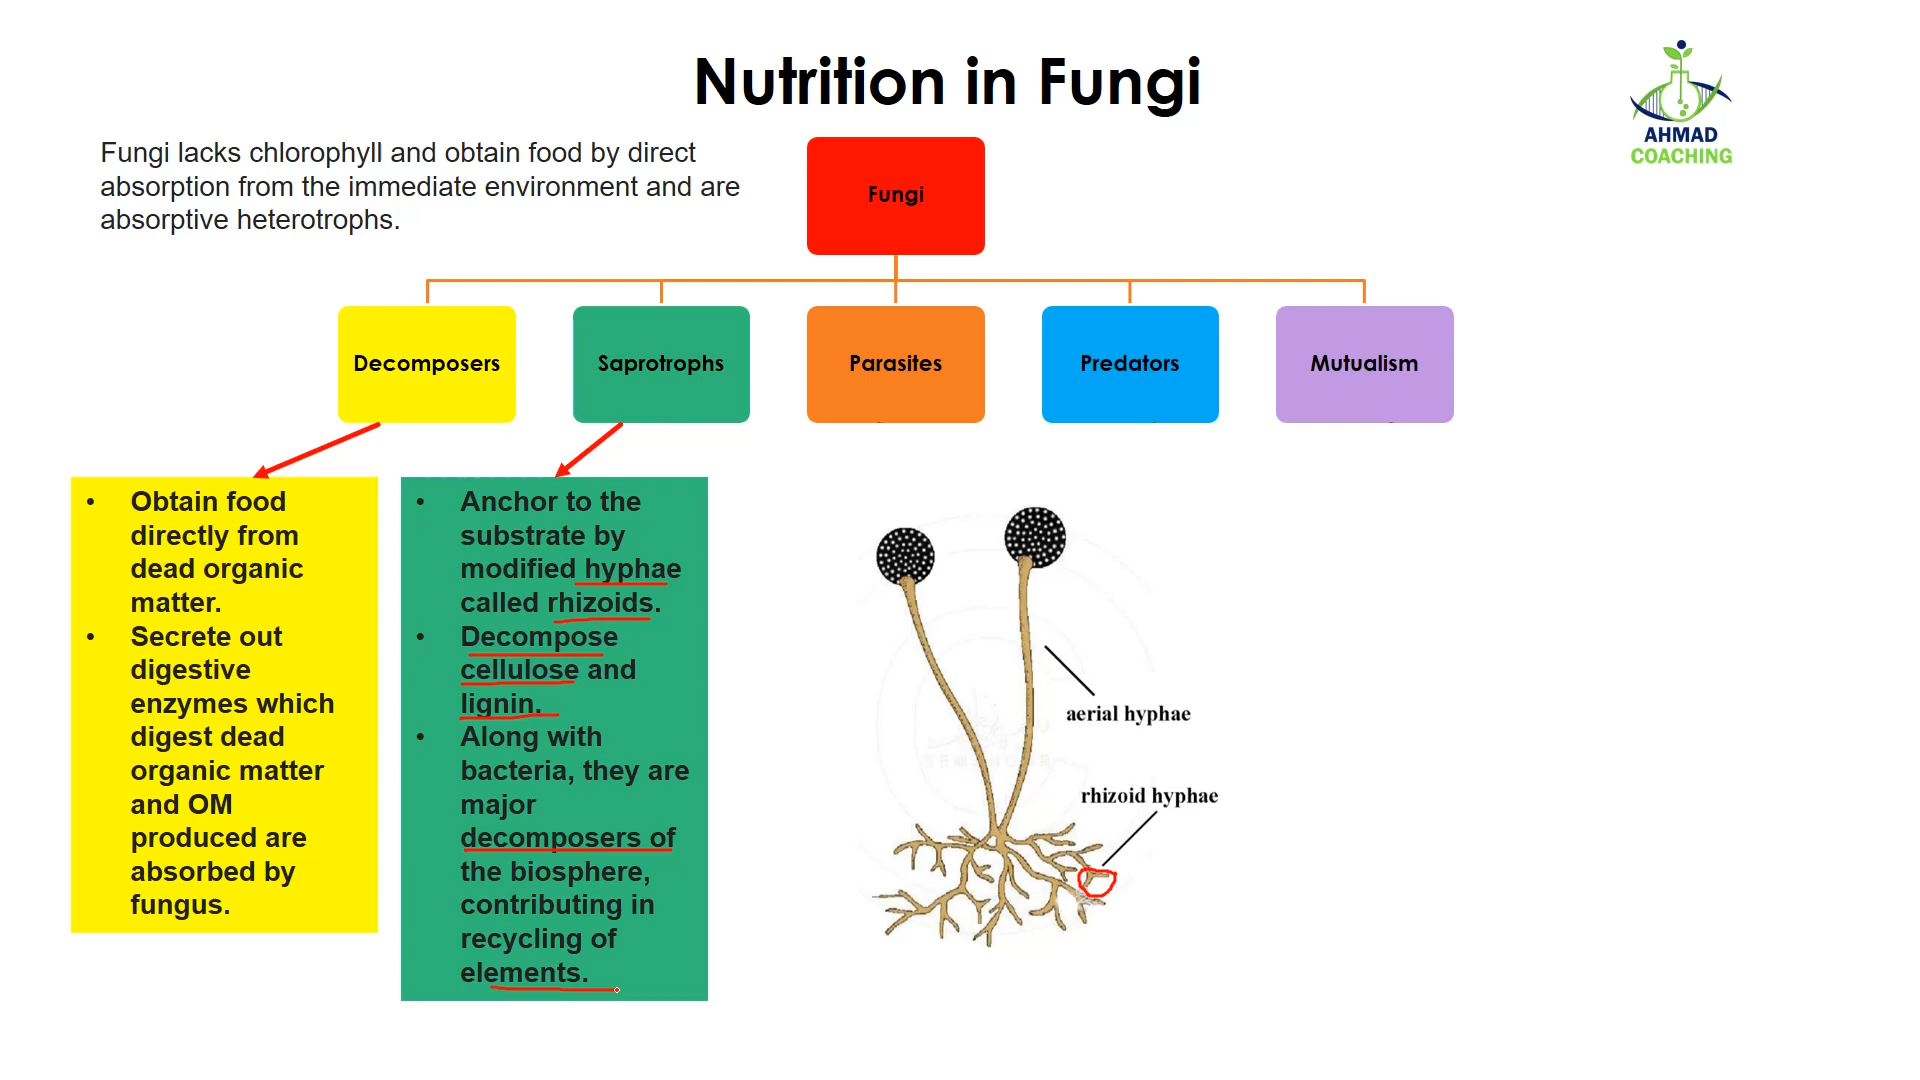 Nutrition in Fungi
AHMAD
COACHING
Fungi lacks chlorophyll and obtain food by direct
absorption from the immediate environment and are
absorptive heterotrophs.
Fungi
Decomposers
Saprotrophs
Parasites
Predators
Mutualism
• Obtain food
directly from
dead organic
matter.
• Secrete out
digestive
enzymes which
digest dead
organic matter
and OM
produced are
absorbed by
fungus.
• Anchor to the
substrate by
modified hyphae
called rhizoids.
• Decompose
cellulose and
lignin.
• Along with
bacteria, they are
major
decomposers of
the biosphere,
contributing in
recycling of
elements.
aerial hyphae
rhizoid hyphae